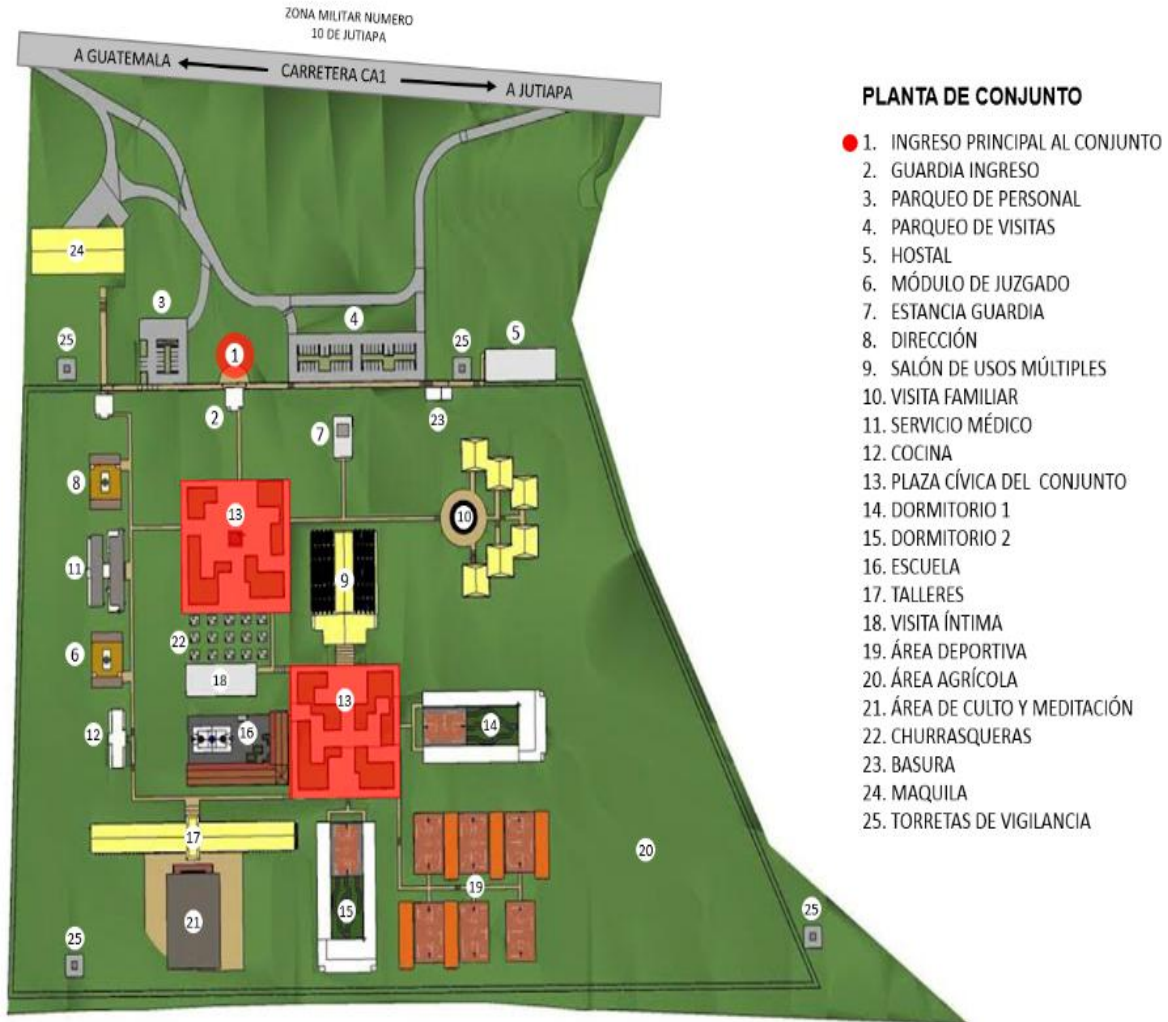 ZONA MILITAR NUMERO
10 DE JUTIAPA
A GUATEMALA
CARRETERA CA1
A JUTIAPA
PLANTA DE CONJUNTO
1. INGRESO PRINCIPAL AL CONJUNTO
2. GUARDIA INGRESO
3. PARQUEO DE PERSONAL
4. PARQUEO DE VISITAS
5. HOSTAL
6. MÓDULO DE JUZGADO
7. ESTANCIA GUARDIA
8. DIRECCIÓN
9. SALÓN DE USOS MÚLTIPLES
10. VISITA FAMILIAR
11. SERVICIO MÉDICO
12. COCINA
13. PLAZA CÍVICA DEL CONJUNTO
14. DORMITORIO 1
15. DORMITORIO 2
16. ESCUELA
17. TALLERES
18. VISITA ÍNTIMA
19. ÁREA DEPORTIVA
20. ÁREA AGRÍCOLA
21. ÁREA DE CULTO Y MEDITACIÓN
22. CHURRASQUERAS
23. BASURA
24. MAQUILA
25. TORRETAS DE VIGILANCIA
24
3
4
25
1
25
5
2
23
7
8
13
10
11
9
22
6
18
13
12
16
14
17
20
19
21
15
25
25